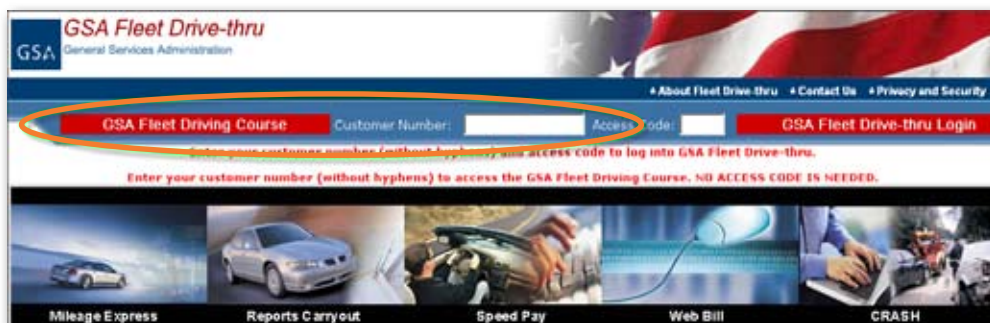 GSA
GSA Fleet Drive-thru
General Services Administration
About Fleet Drive-thru Contact Us Privacy and Security
GSA Fleet Driving Course Customer Number: Access Code: GSA Fleet Drive-thru Login
Enter your customer number (without hyphens) and access code to log into GSA Fleet Drive-thru.
Enter your customer number (without hyphens) to access the GSA Fleet Driving Course. NO ACCESS CODE IS NEEDED.
Mileage Express Reports Carryout Speed Pay Web Bill CRASH